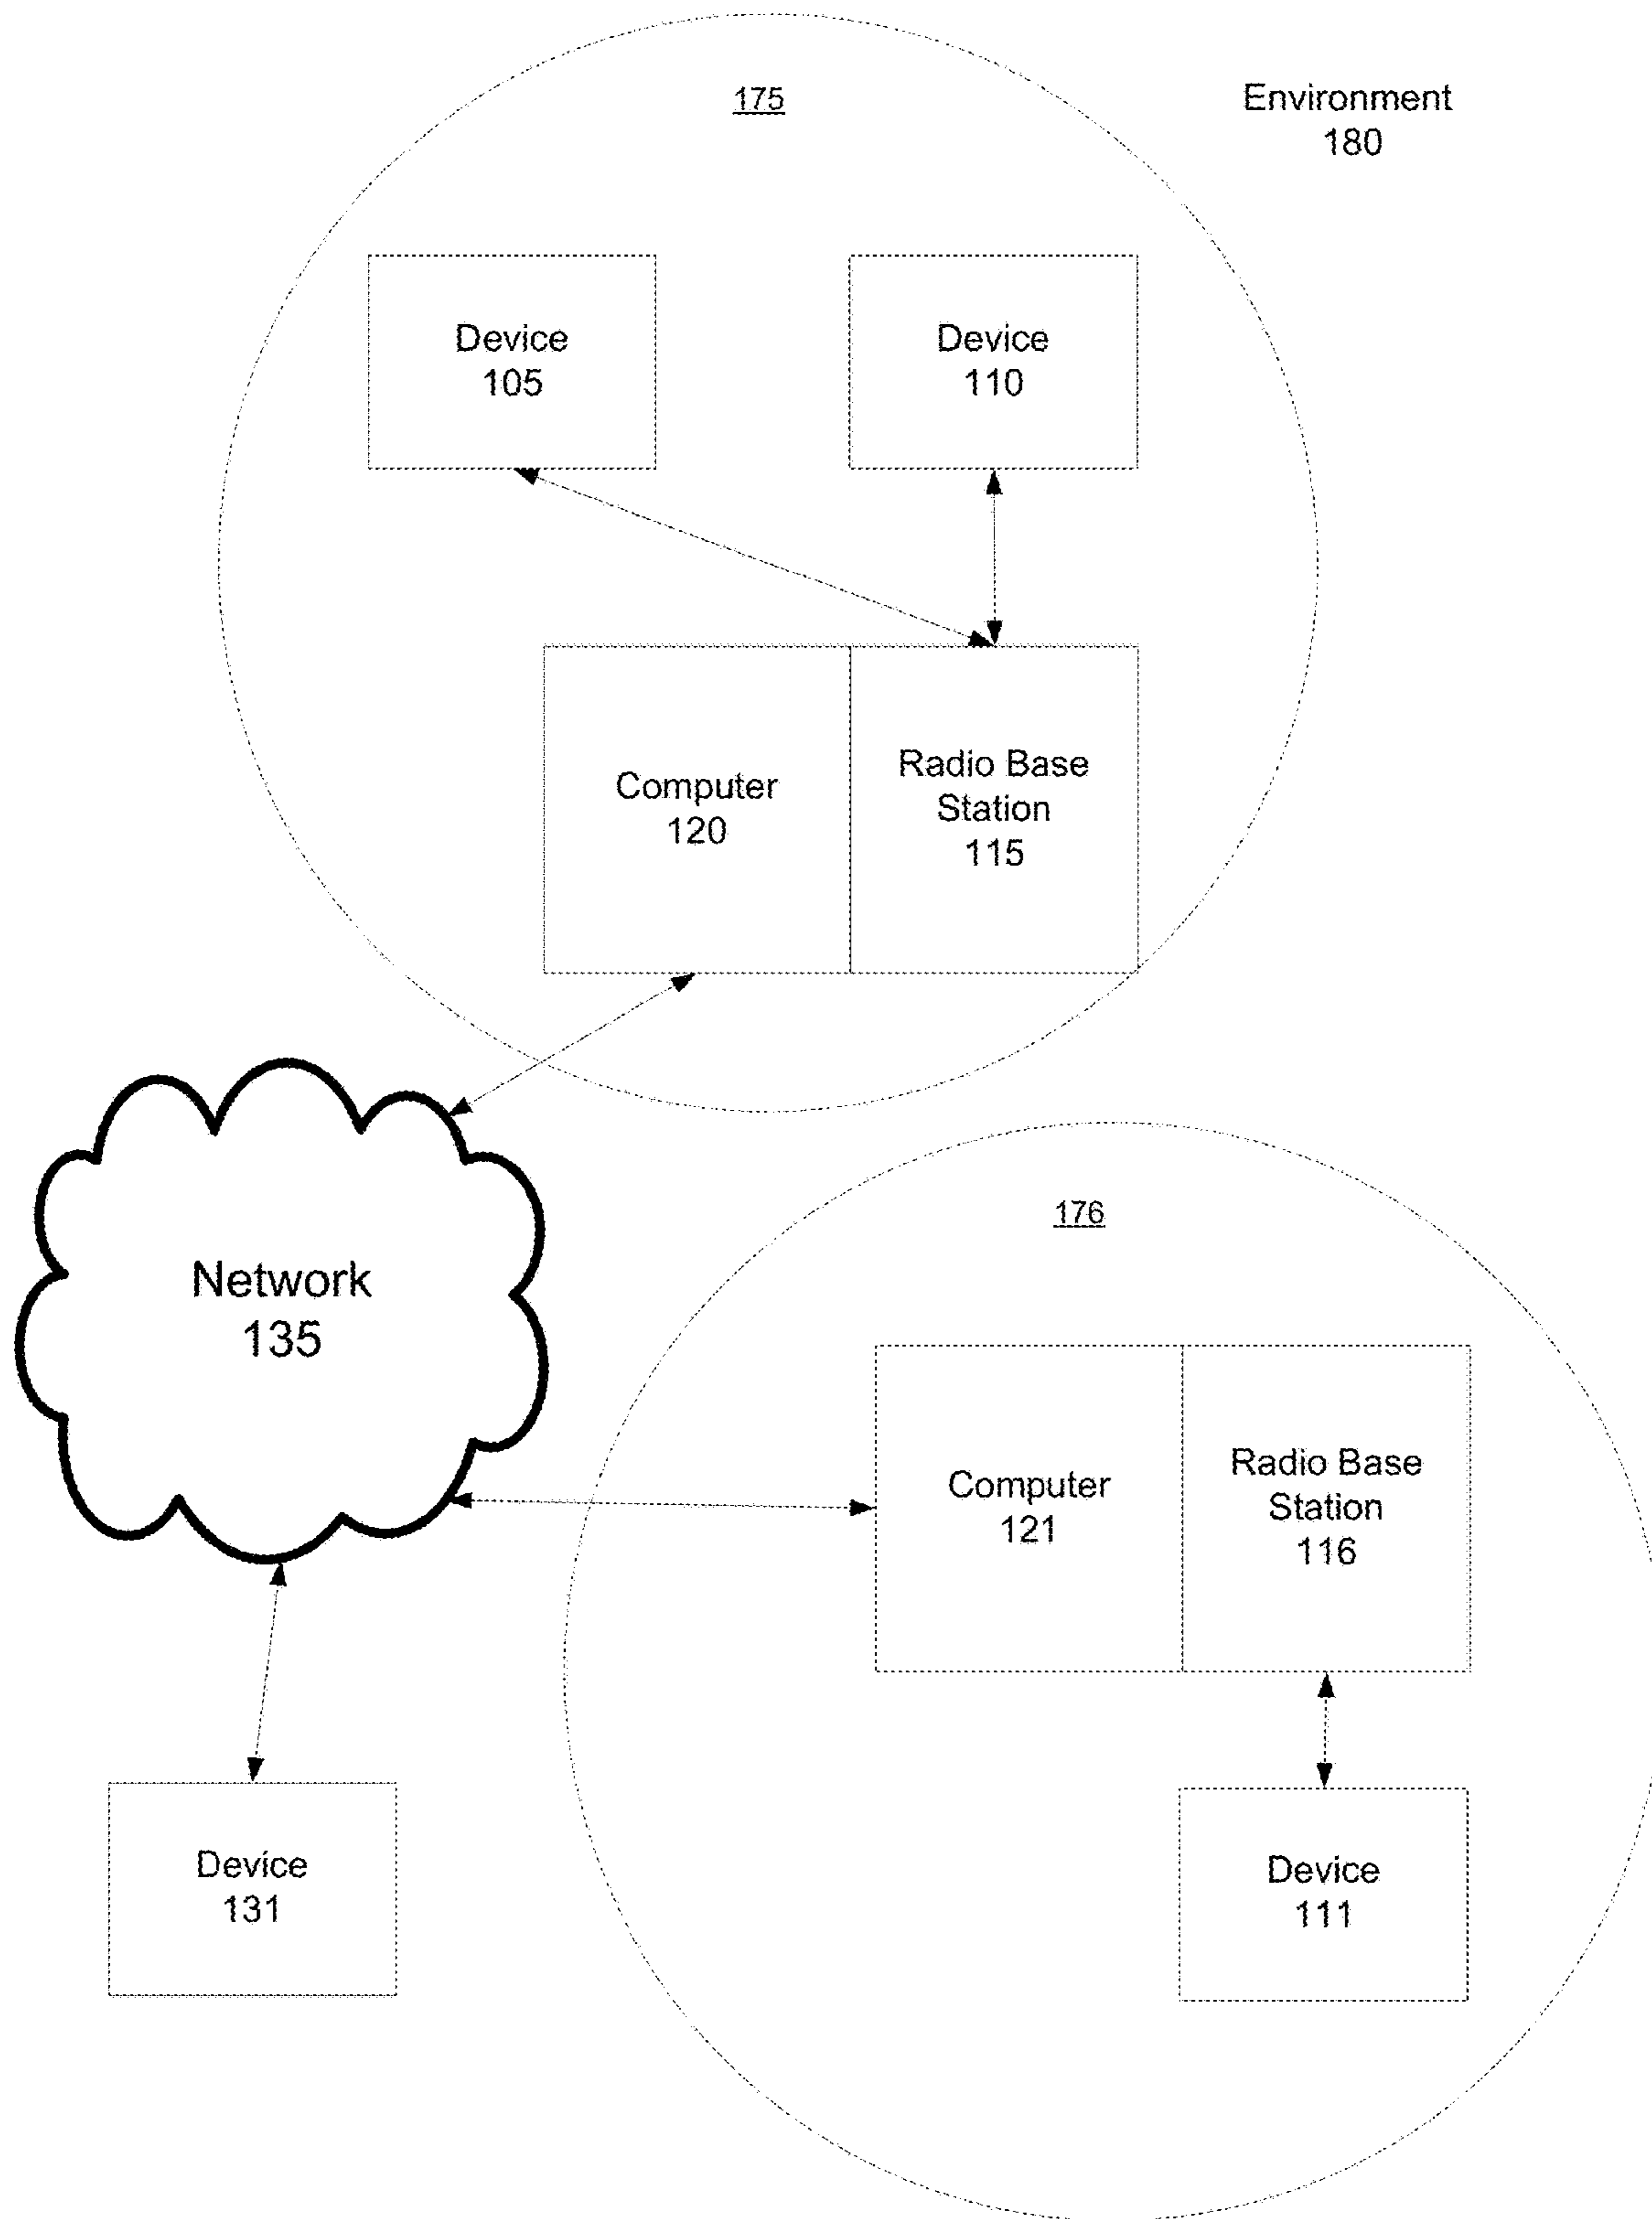 175
Environment
180
Device
105
Device
110
Computer
120
Radio Base
Station
115
Network
135
176
Computer
121
Radio Base
Station
116
Device
131
Device
111